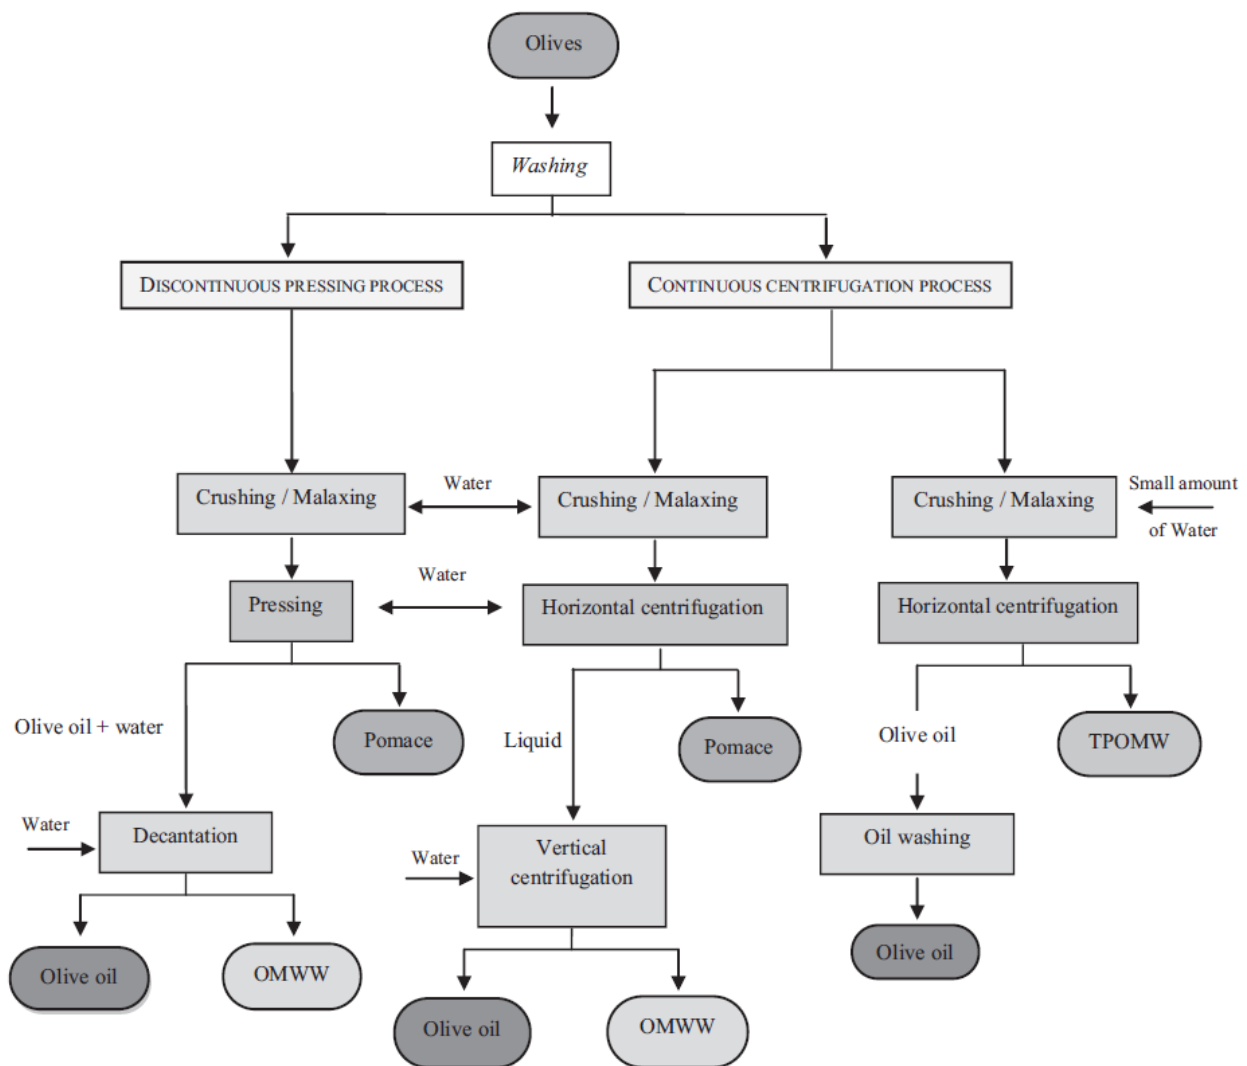 Olives
Washing
DISCONTINUOUS PRESSING PROCESS
CONTINUOUS CENTRIFUGATION PROCESS
Crushing / Malaxing
Water
Crushing / Malaxing
Crushing / Malaxing
Small amount
of Water
Pressing
Water
Horizontal centrifugation
Horizontal centrifugation
Olive oil + water
Pomace
Liquid
Pomace
Olive oil
TPOMW
Water
Decantation
Water
Vertical
centrifugation
Oil washing
Olive oil
OMWW
Olive oil
OMWW
Olive oil